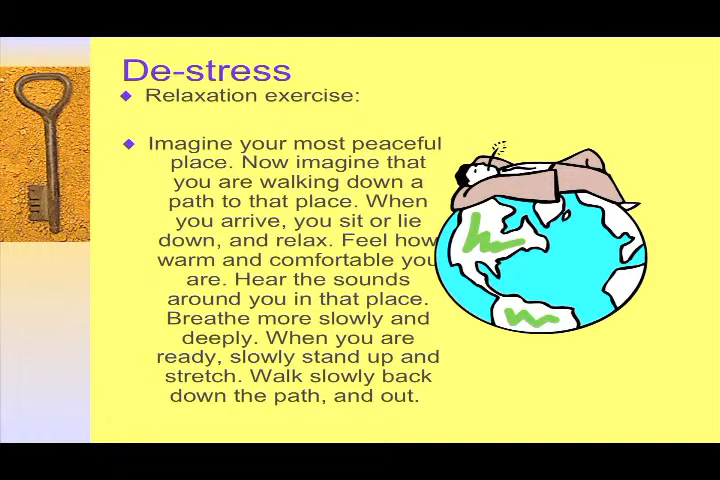 De-stress
Relaxation exercise:
Imagine your most peaceful
place. Now imagine that
you are walking down a
path to that place. When
you arrive, you sit or lie
down, and relax. Feel how
warm and comfortable you
are. Hear the sounds
around you in that place.
Breathe more slowly and
deeply. When you are
ready, slowly stand up and
stretch. Walk slowly back
down the path, and out.